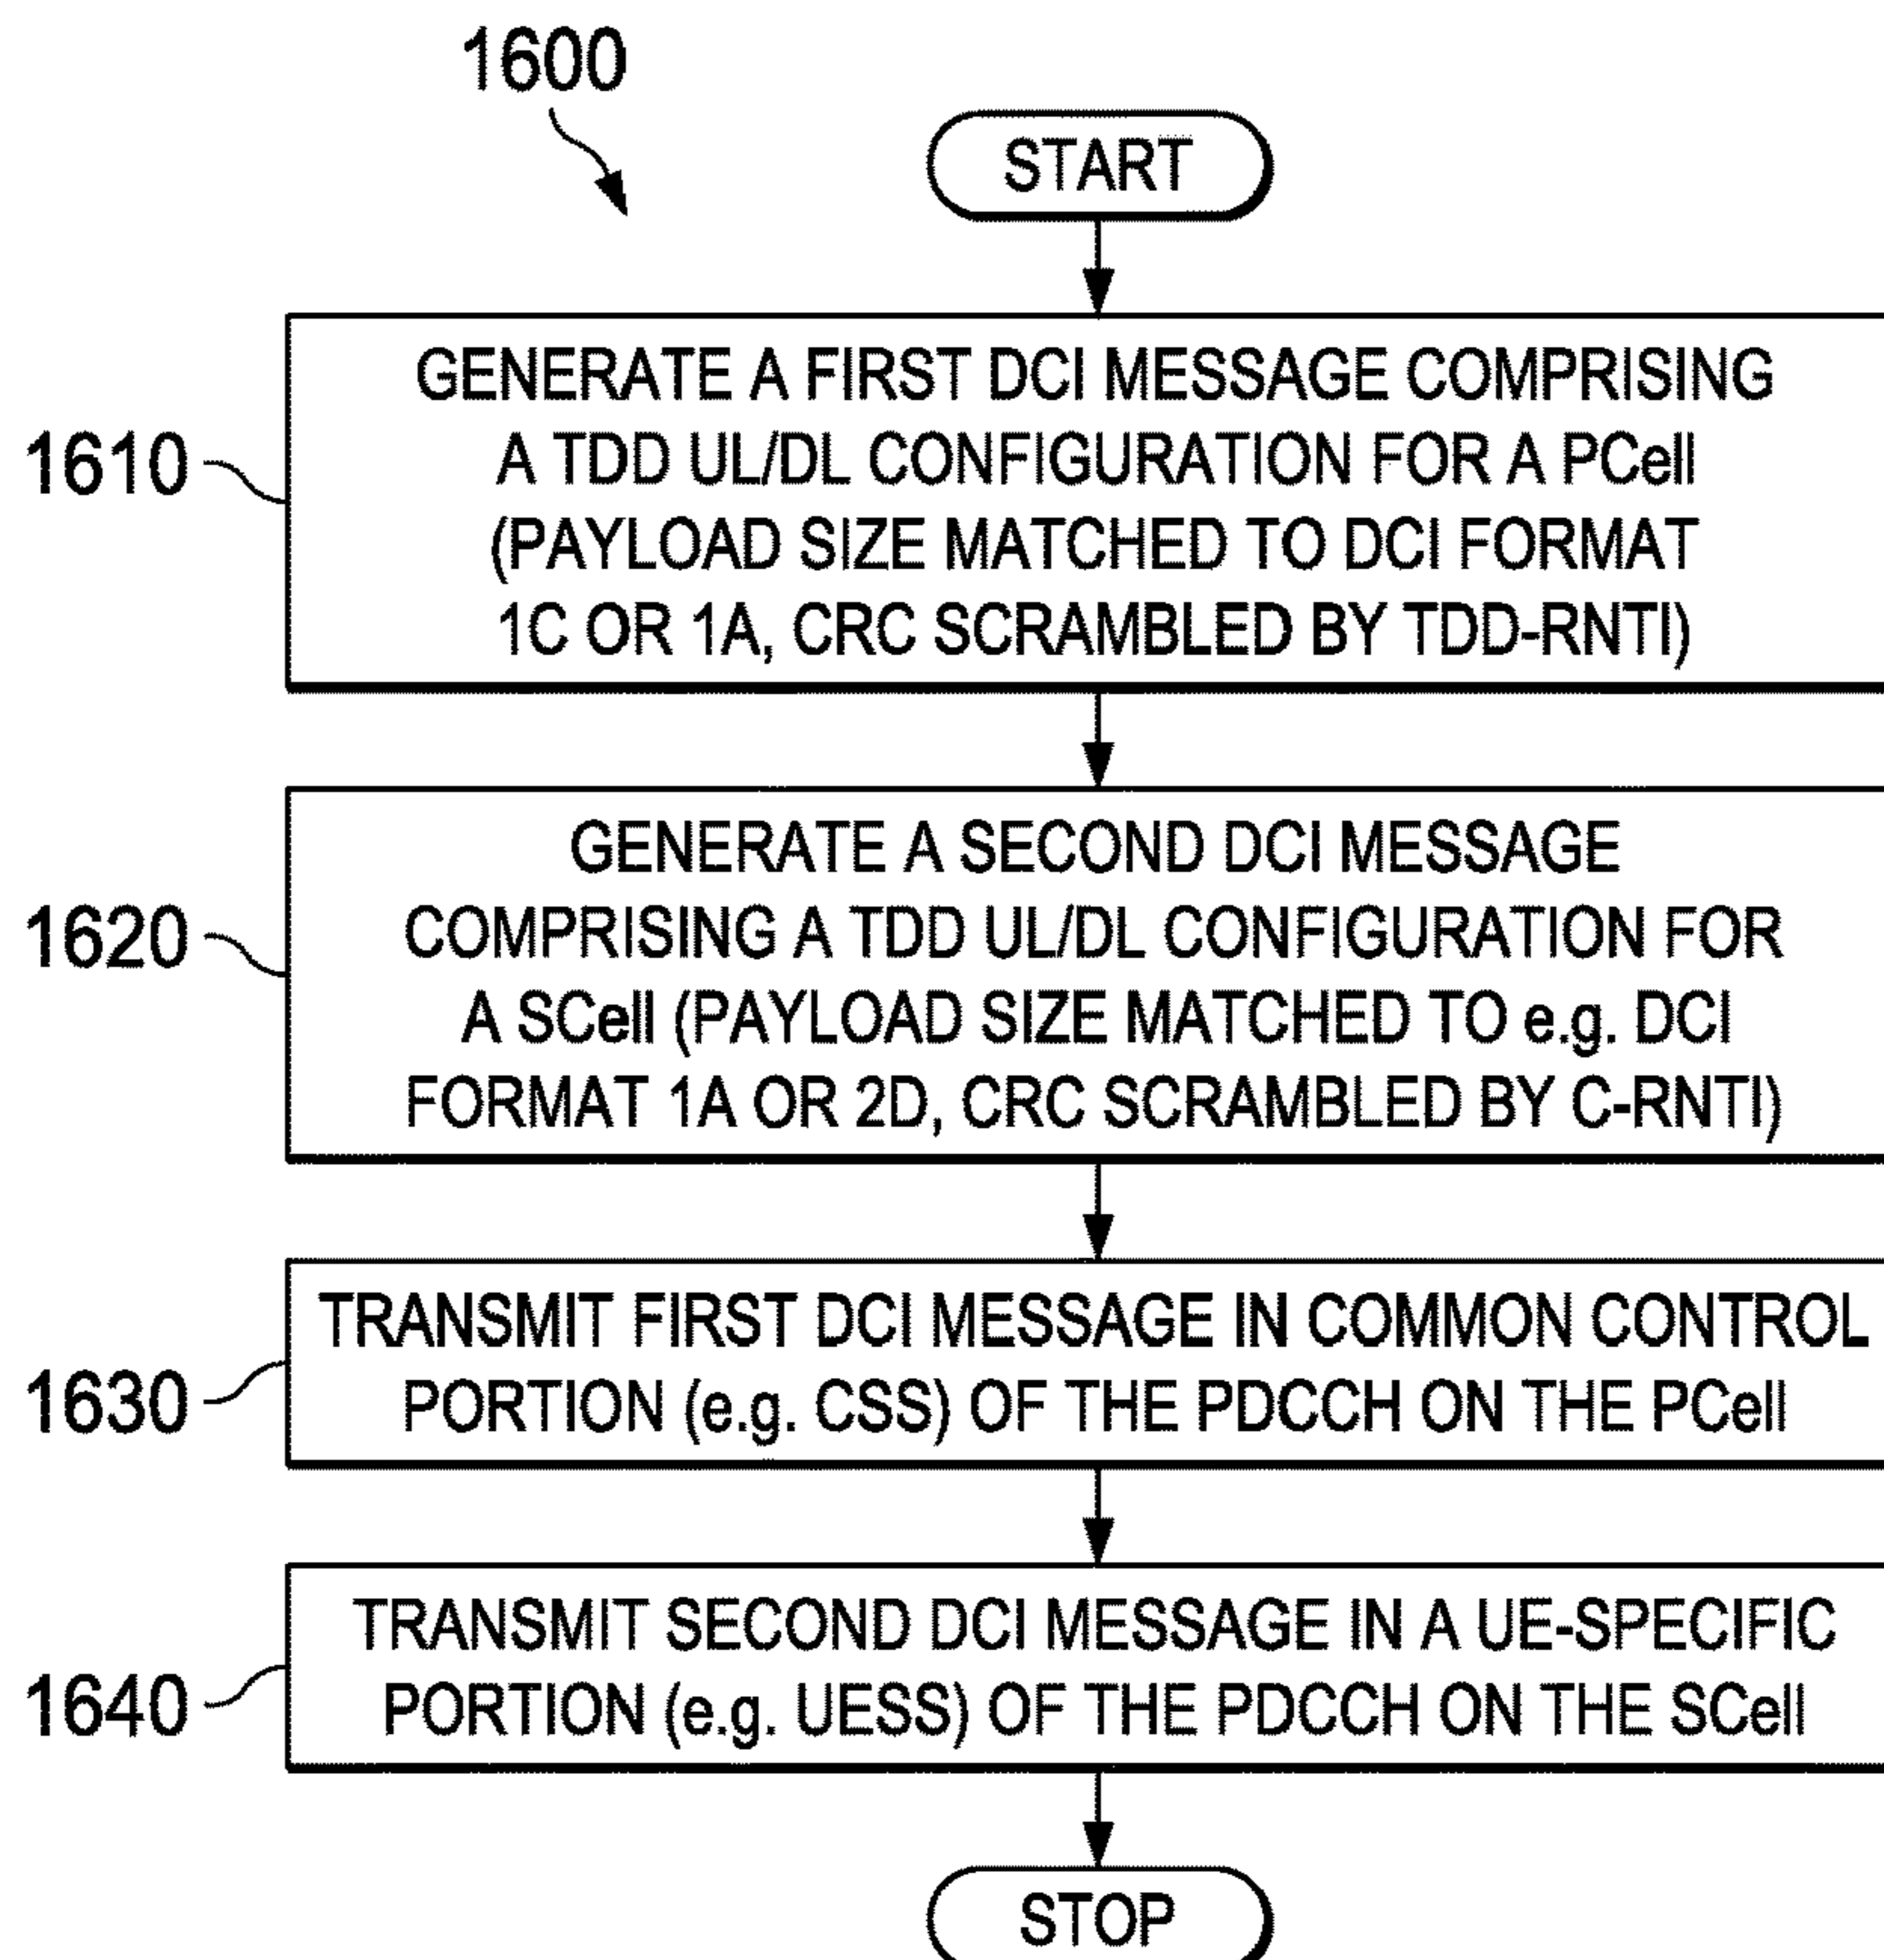 1600
START
1610
GENERATE A FIRST DCI MESSAGE COMPRISING
A TDD UL/DL CONFIGURATION FOR A PCell
(PAYLOAD SIZE MATCHED TO DCI FORMAT
1C OR 1A, CRC SCRAMBLED BY TDD-RNTI)
1620
GENERATE A SECOND DCI MESSAGE
COMPRISING A TDD UL/DL CONFIGURATION FOR
A SCell (PAYLOAD SIZE MATCHED TO e.g. DCI
FORMAT 1A OR 2D, CRC SCRAMBLED BY C-RNTI)
1630
TRANSMIT FIRST DCI MESSAGE IN COMMON CONTROL
PORTION (e.g. CSS) OF THE PDCCH ON THE PCell
1640
TRANSMIT SECOND DCI MESSAGE IN A UE-SPECIFIC
PORTION (e.g. UESS) OF THE PDCCH ON THE SCell
STOP